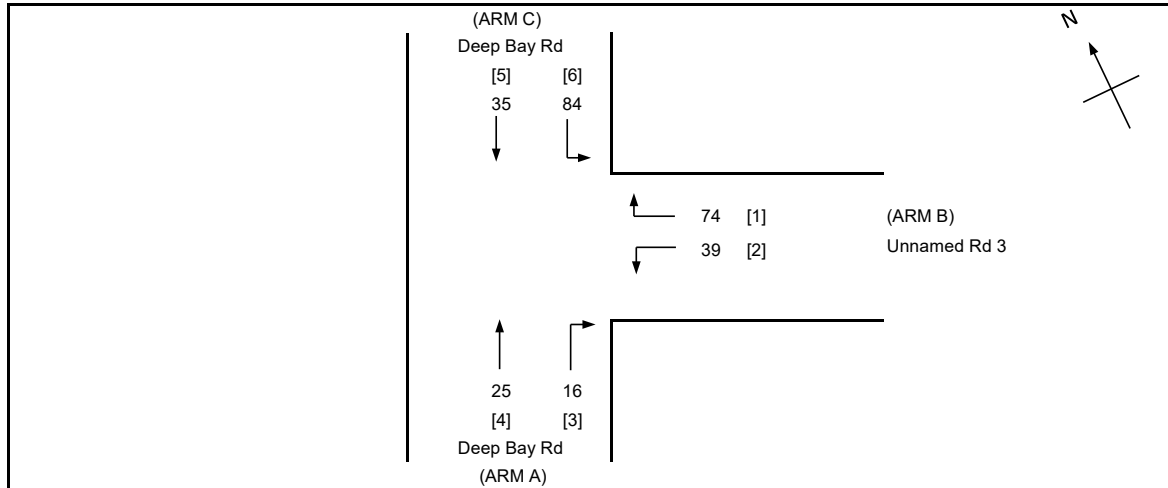 (ARM C)
Deep Bay Rd
[5] [6]
35 84
N
74 [1] (ARM B)
39 [2] Unnamed Rd 3
25 16
[4] [3]
Deep Bay Rd
(ARM A)